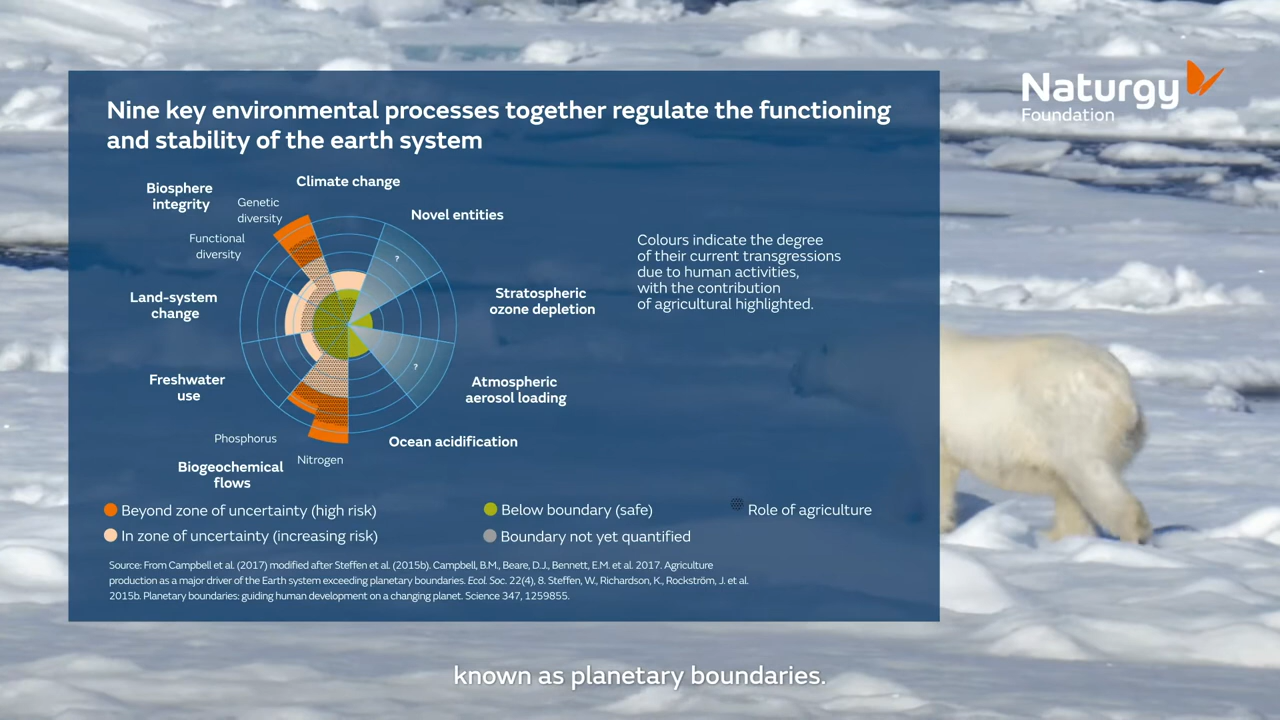 Naturgy
Foundation
Nine key environmental processes together regulate the functioning
and stability of the earth system
Climate change
Biosphere
integrity
Genetic
diversity
Novel entities
Functional
diversity
?
Colours indicate the degree
of their current transgressions
due to human activities,
with the contribution
of agricultural highlighted.
Land-system
change
Stratospheric
ozone depletion
?
Freshwater
use
Atmospheric
aerosol loading
Phosphorus
Ocean acidification
Nitrogen
Biogeochemical
flows
Beyond zone of uncertainty (high risk)
Below boundary (safe)
Role of agriculture
In zone of uncertainty (increasing risk)
Boundary not yet quantified
Source: From Campbell et al. (2017) modified after Steffen et al. (2015b). Campbell, B.M., Beare, D.J., Bennett, E.M. et al. 2017. Agriculture
production as a major driver of the Earth system exceeding planetary boundaries. Ecol. Soc. 22(4), 8. Steffen, W., Richardson, K., Rockström, J. et al.
2015b. Planetary boundaries: guiding human development on a changing planet. Science 347, 1259855.
known as planetary boundaries.